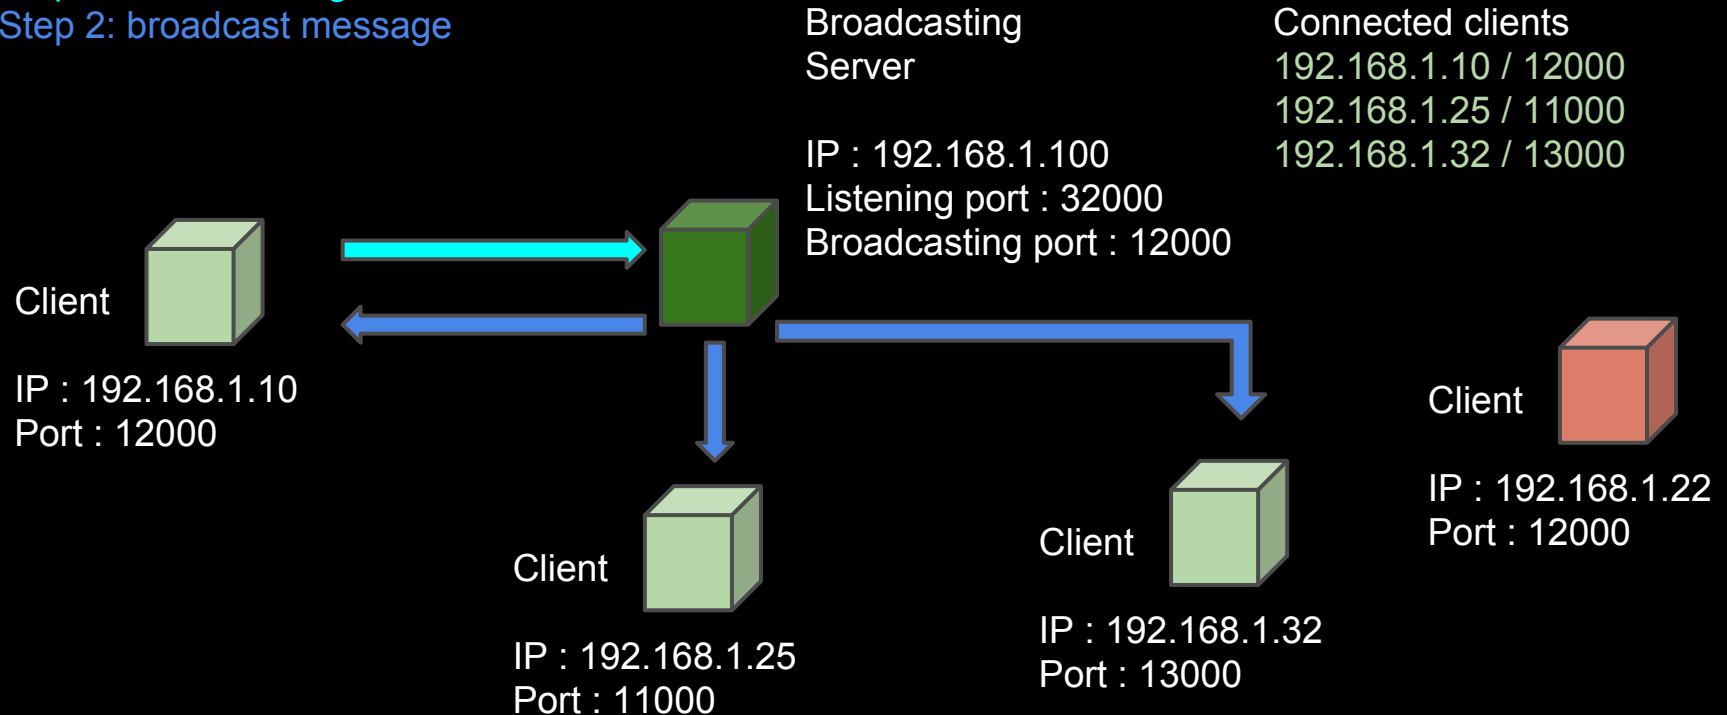 Step 2: broadcast message
Broadcasting
Server
IP : 192.168.1.100
Listening port : 32000
Broadcasting port : 12000
Connected clients
192.168.1.10 / 12000
192.168.1.25 / 11000
192.168.1.32 / 13000
Client
IP : 192.168.1.10
Port : 12000
Client
IP : 192.168.1.25
Port : 11000
Client
IP : 192.168.1.32
Port : 13000
Client
IP : 192.168.1.22
Port : 12000